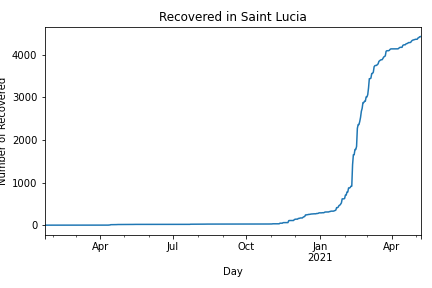 Recovered in Saint Lucia
Number of Recovered
4000
3000
2000
1000
0
Apr Jul Oct Jan Apr
2021
Day